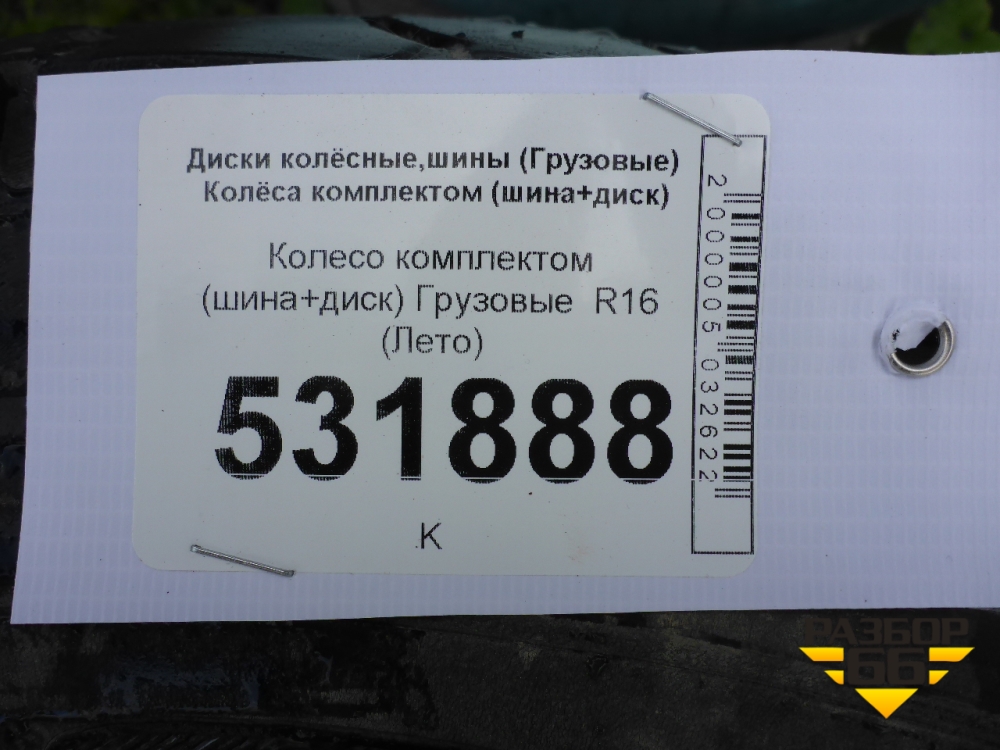 Диски колёсные,шины (Грузовые)
Колёса комплектом (шина+диск)
Колесо комплектом
(шина+диск) Грузовые R16
(Лето)
531888
К
2000005032622
РАЗБОР
66